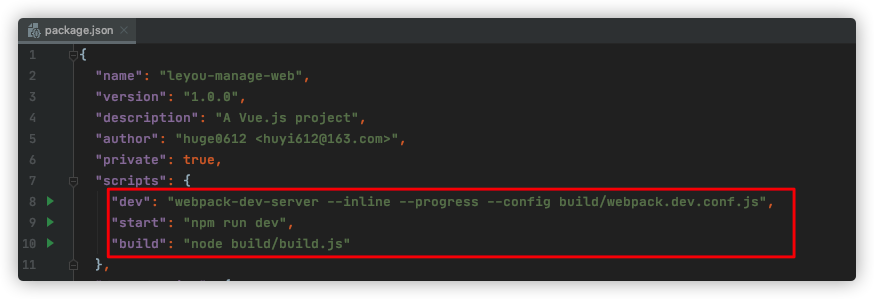 package.json
1 {
2 "name": "leyou-manage-web",
3 "version": "1.0.0",
4 "description": "A Vue.js project",
5 "author": "huge0612 <huyi612@163.com>",
6 "private": true,
7 "scripts": {
8 "dev": "webpack-dev-server --inline --progress --config build/webpack.dev.conf.js",
9 "start": "npm run dev",
10 "build": "node build/build.js"
11 },